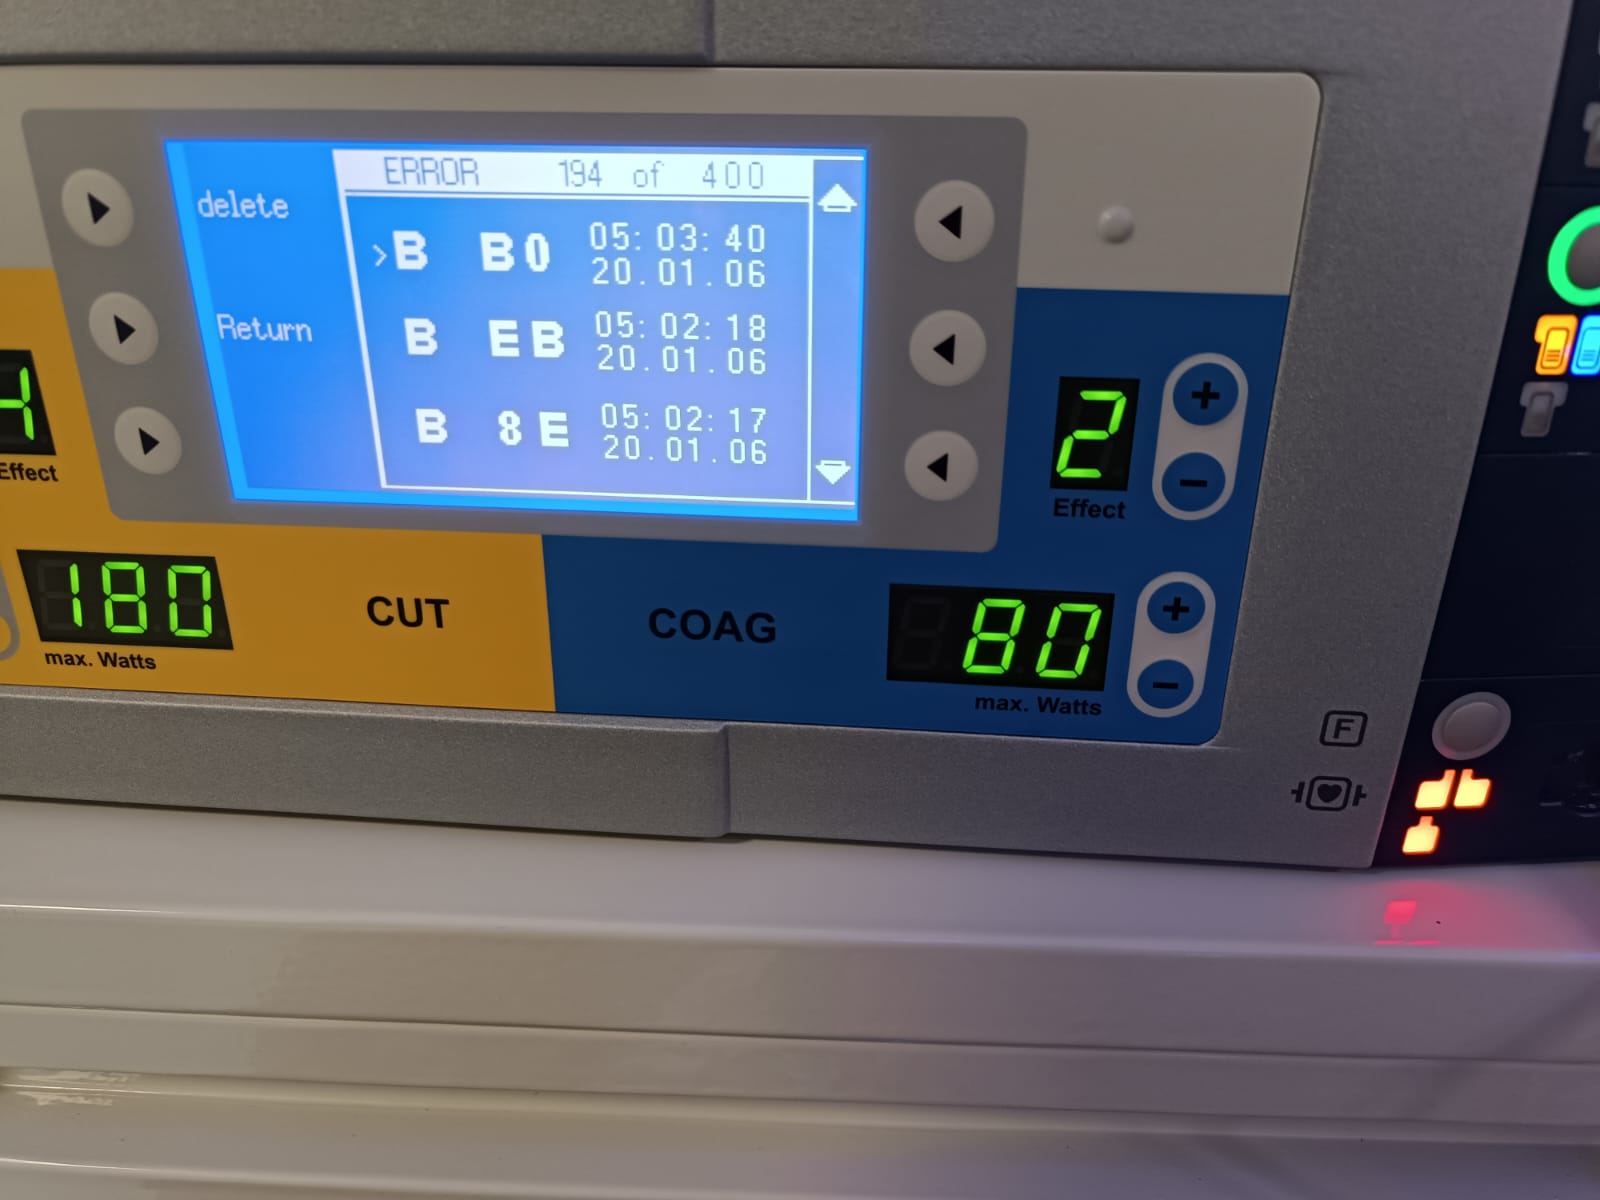 ERROR 194 of 400
delete
>B B0 05:03:40
20.01.06
Return
B EB 05:02:18
20.01.06
B 8E 05:02:17
20.01.06
4
Effect
2
Effect
+
−
180
max. Watts
CUT
COAG
80
max. Watts
+
−
F